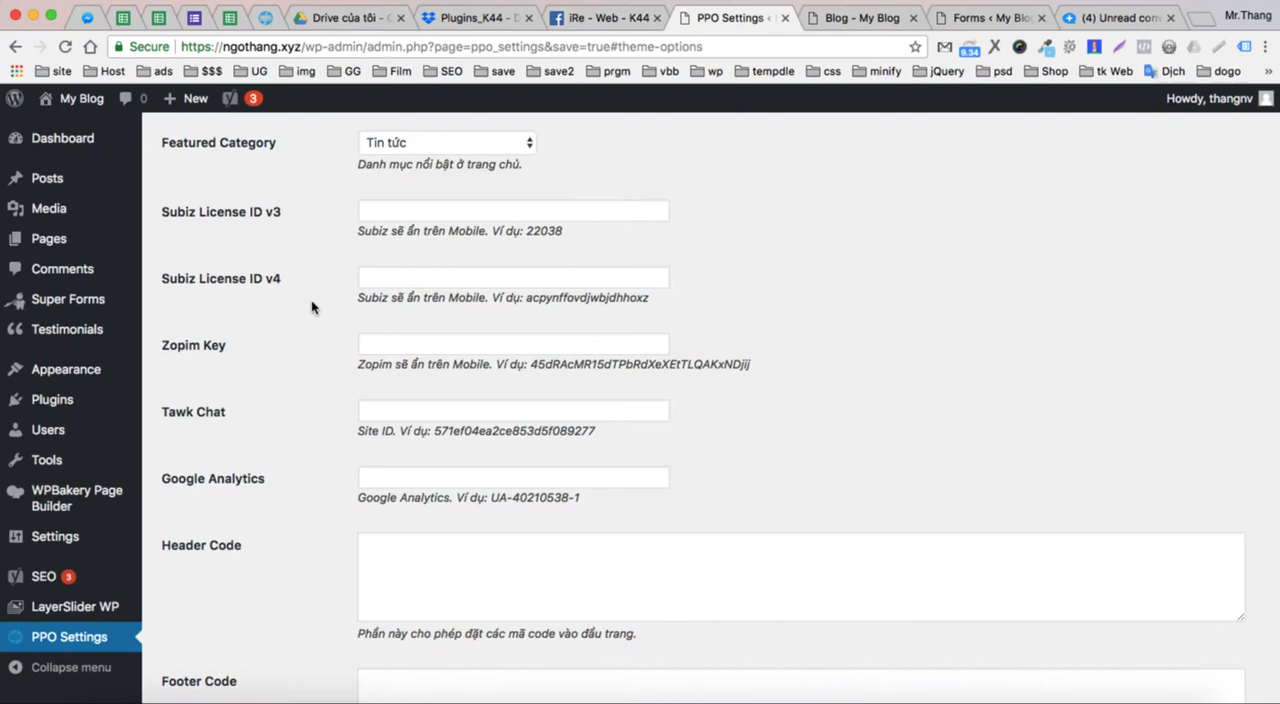 Mr.Thang
Drive của tôi - G
Plugins_K44 - D
iRe - Web - K44
PPO Settings ‹
Blog - My Blog
Forms ‹ My Blo
(4) Unread con
Secure
https://ngothang.xyz/wp-admin/admin.php?page=ppo_settings&save=true#theme-options
9.34
site
Host
ads
$$$
UG
img
GG
Film
SEO
save
save2
prgm
vbb
wp
tempdle
css
minify
jQuery
psd
Shop
tk Web
Dịch
dogo
»
My Blog
0
New
3
Howdy, thangnv
Dashboard
Posts
Media
Pages
Comments
Super Forms
Testimonials
Appearance
Plugins
Users
Tools
WPBakery Page
Builder
Settings
SEO 3
LayerSlider WP
PPO Settings
Collapse menu
Featured Category
Tin tức
Danh mục nổi bật ở trang chủ.
Subiz License ID v3
Subiz sẽ ẩn trên Mobile. Ví dụ: 22038
Subiz License ID v4
Subiz sẽ ẩn trên Mobile. Ví dụ: acpynffovdjwbjdhhoxz
Zopim Key
Zopim sẽ ẩn trên Mobile. Ví dụ: 45dRAcMR15dTPbRdXeXEtTLQAKxNDjij
Tawk Chat
Site ID. Ví dụ: 571ef04ea2ce853d5f089277
Google Analytics
Google Analytics. Ví dụ: UA-40210538-1
Header Code
Phần này cho phép đặt các mã code vào đầu trang.
Footer Code